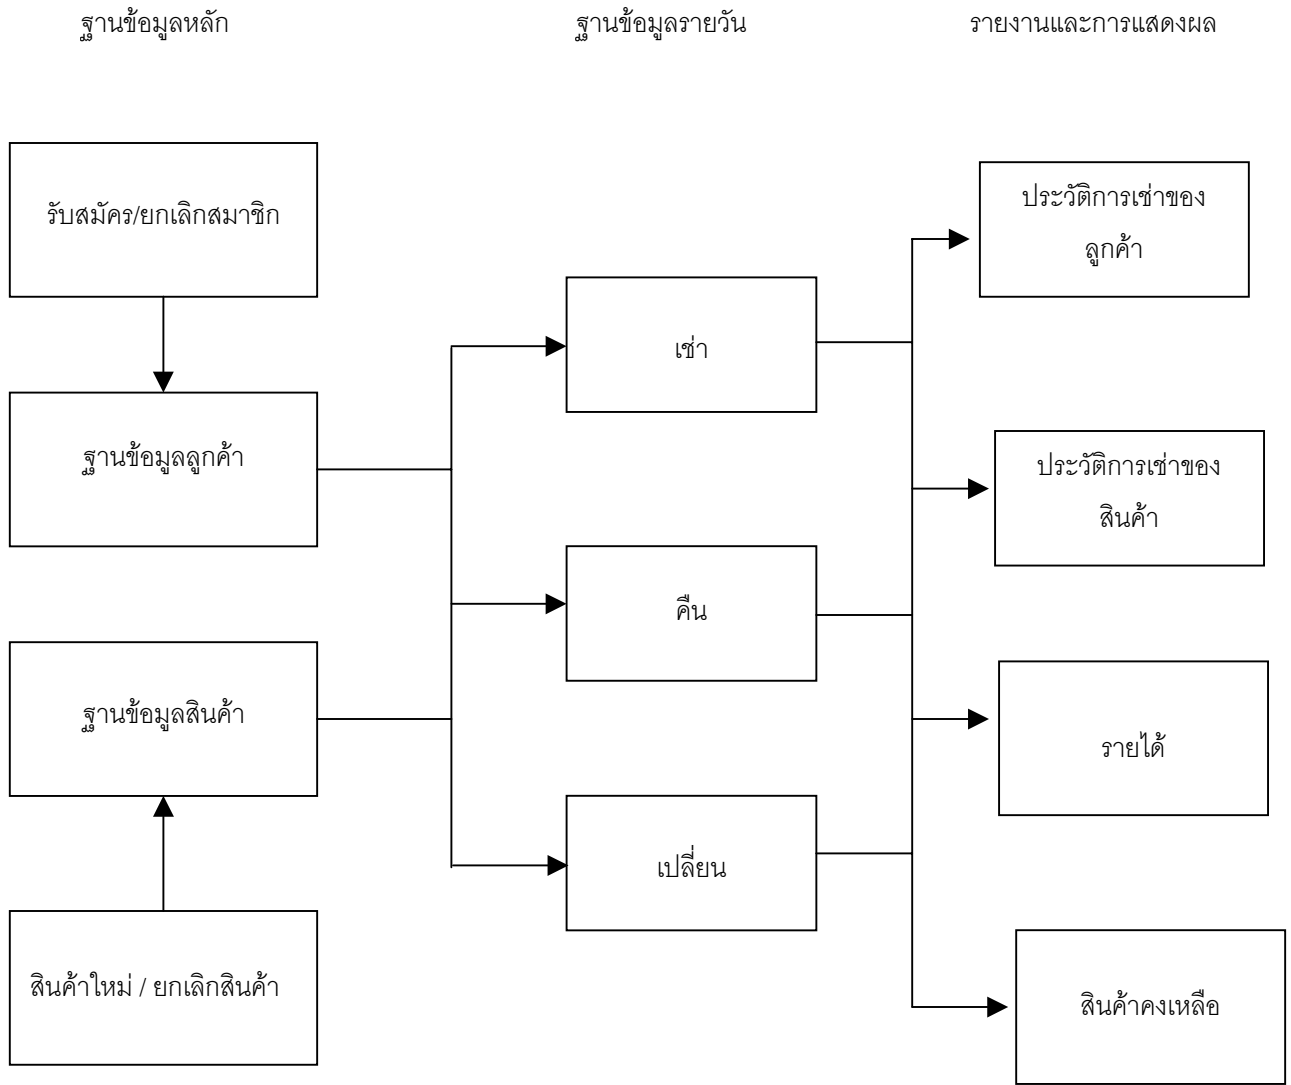 ฐานข้อมูลหลัก
ฐานข้อมูลรายวัน
รายงานและการแสดงผล
รับสมัคร/ยกเลิกสมาชิก
ฐานข้อมูลลูกค้า
ฐานข้อมูลสินค้า
สินค้าใหม่ / ยกเลิกสินค้า
เช่า
คืน
เปลี่ยน
ประวัติการเช่าของ
ลูกค้า
ประวัติการเช่าของ
สินค้า
รายได้
สินค้าคงเหลือ